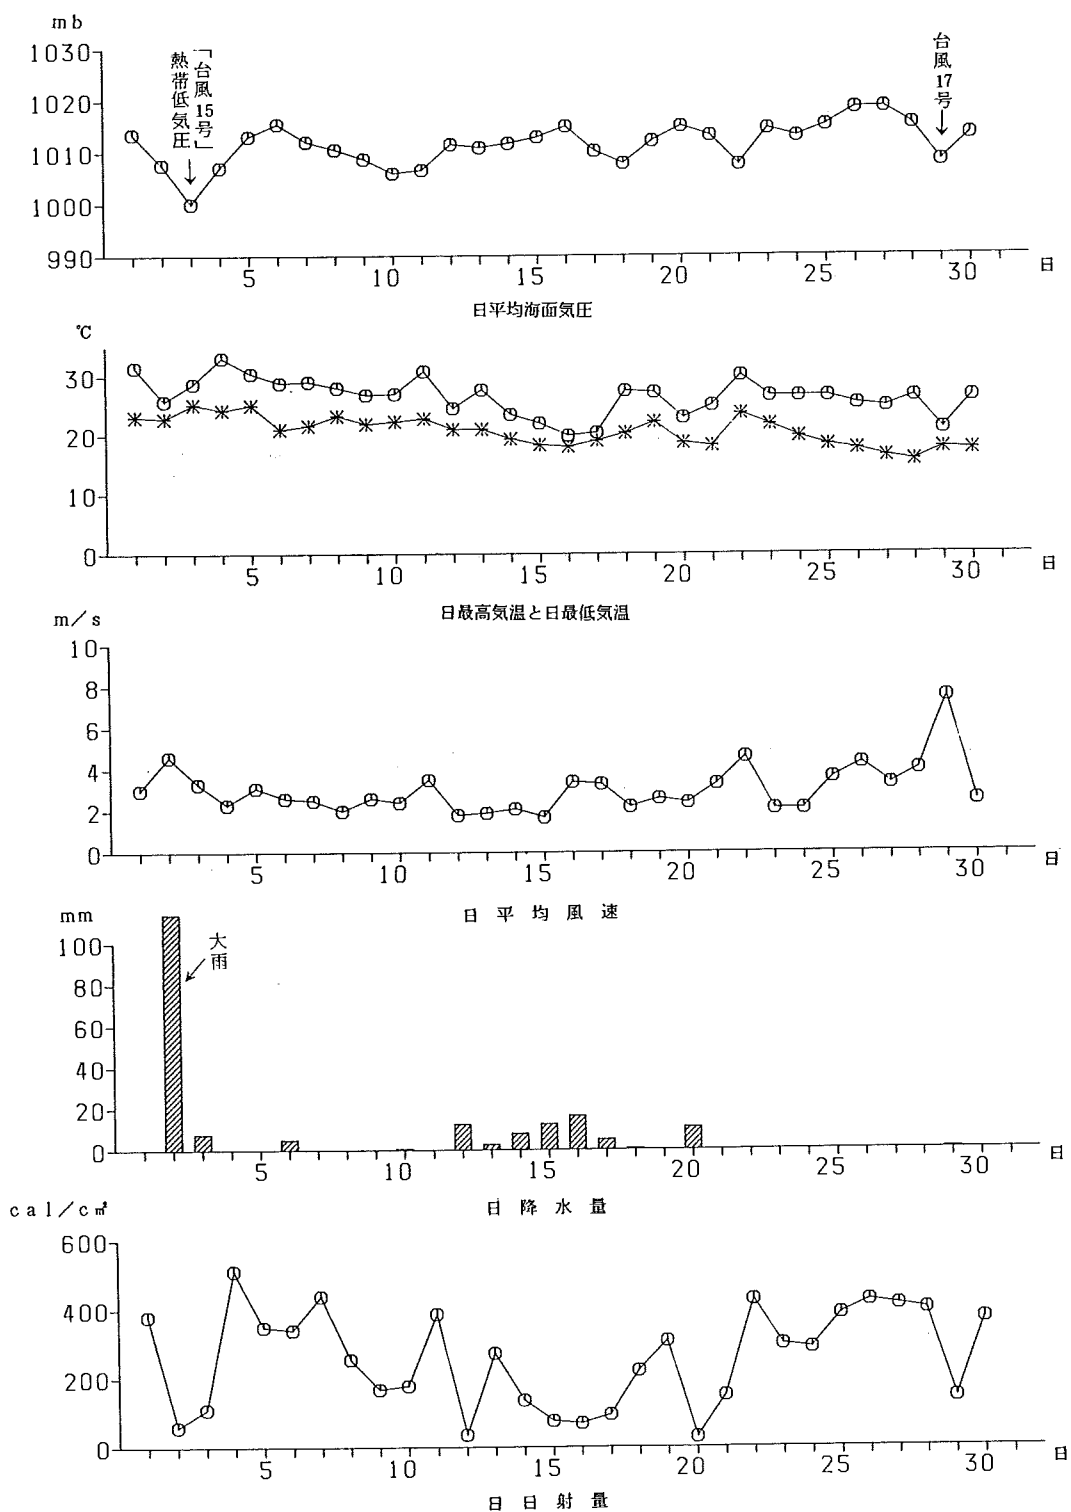 mb
1030
1020
1010
1000
990
「台風15号」
熱帯低気圧
台風17号
5 10 15 20 25 30 日
日平均海面気圧
℃
30
20
10
0
5 10 15 20 25 30 日
日最高気温と日最低気温
m/s
10
8
6
4
2
0
5 10 15 20 25 30 日
日平均風速
mm
100
80
60
40
20
0
大雨
5 10 15 20 25 30 日
日降水量
cal/c㎡
600
400
200
0
5 10 15 20 25 30 日
日日射量